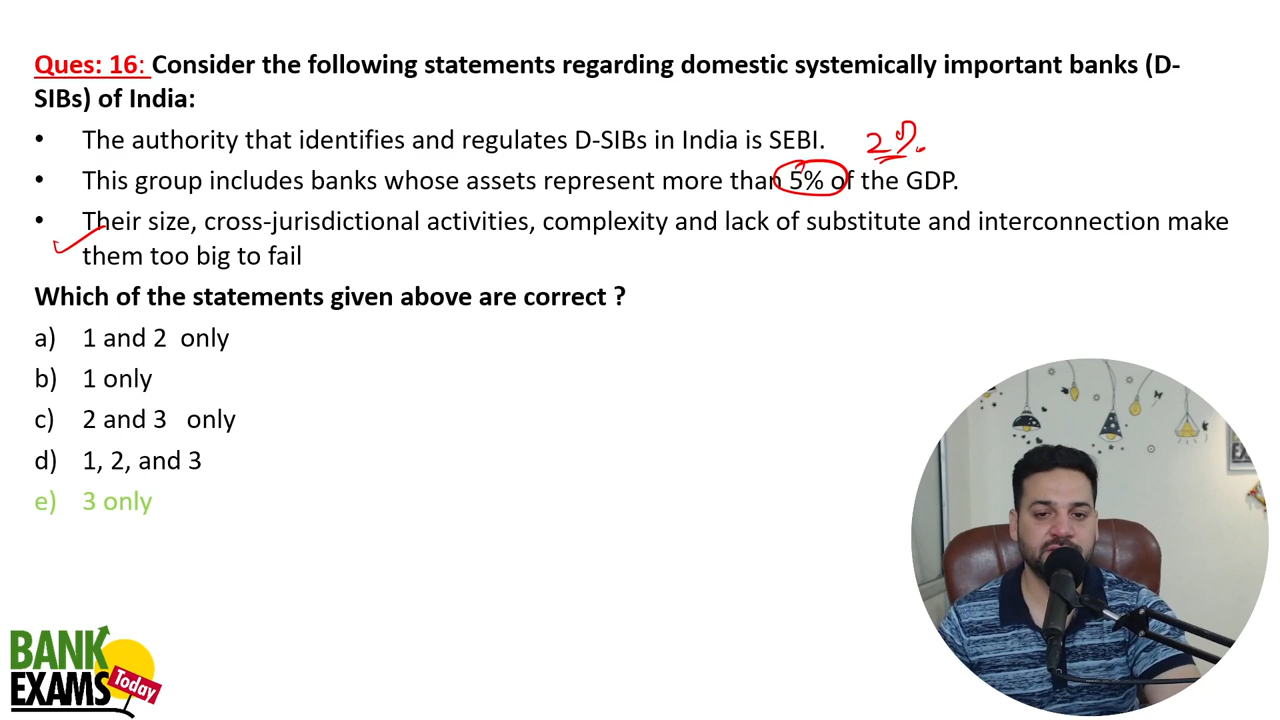 Ques: 16: Consider the following statements regarding domestic systemically important banks (D-
SIBs) of India:
• The authority that identifies and regulates D-SIBs in India is SEBI. 2%
• This group includes banks whose assets represent more than 5% of the GDP.
• Their size, cross-jurisdictional activities, complexity and lack of substitute and interconnection make
them too big to fail
Which of the statements given above are correct ?
a) 1 and 2 only
b) 1 only
c) 2 and 3 only
d) 1, 2, and 3
e) 3 only
BANK
EXAMS
Today